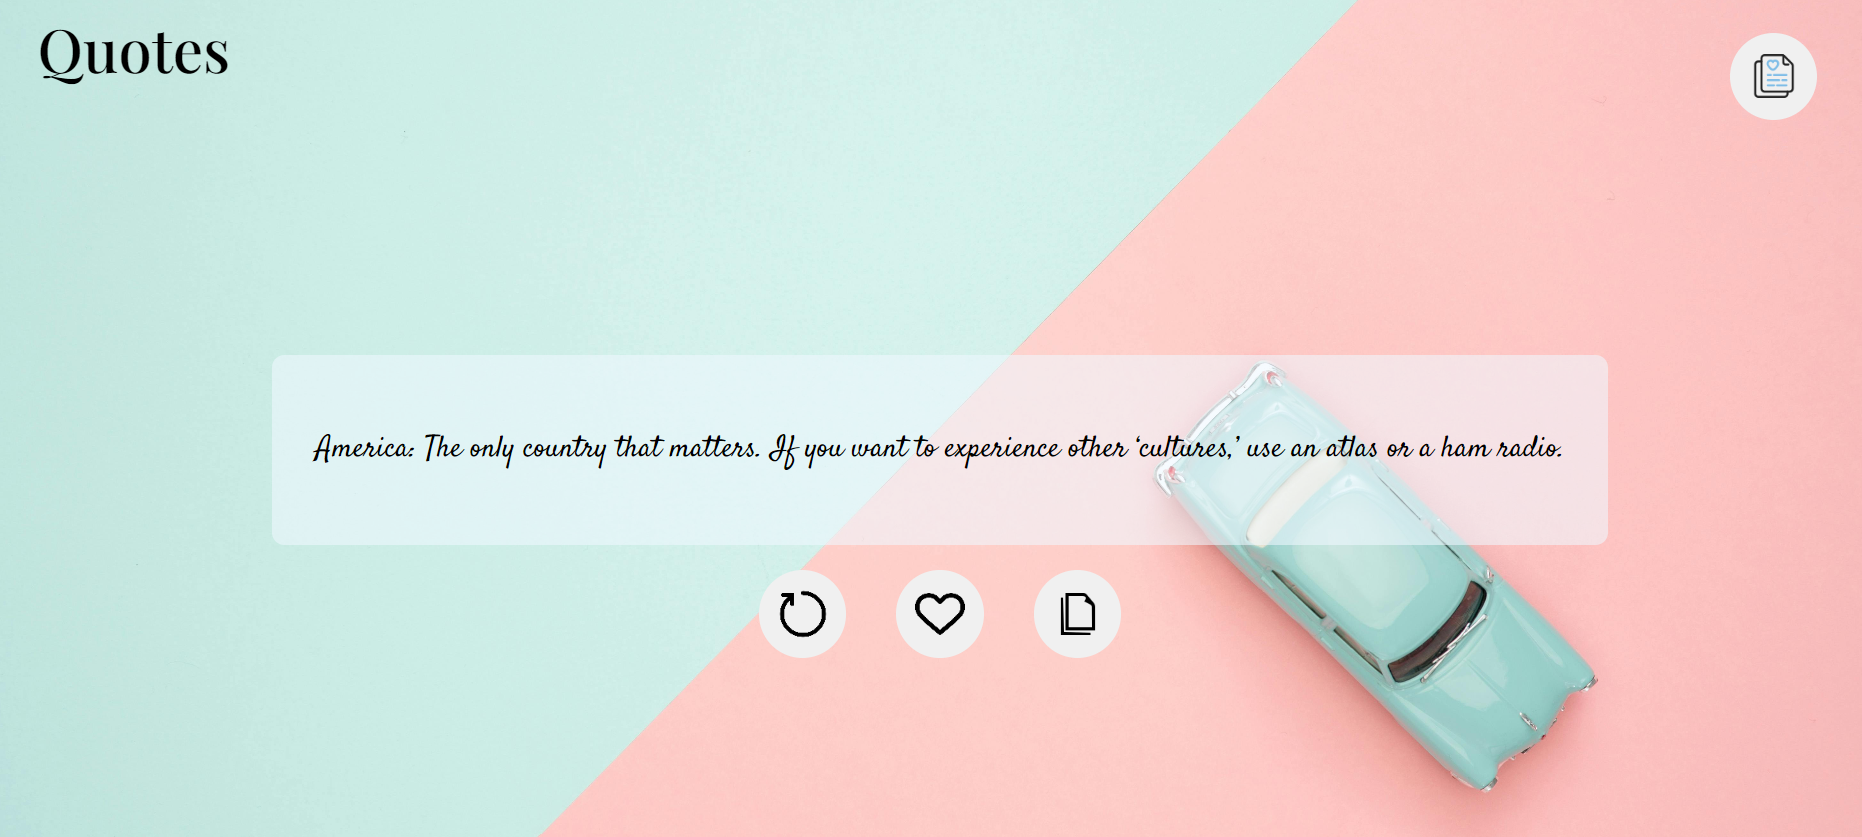 Quotes
America: The only country that matters. If you want to experience other ‘cultures,’ use an atlas or a ham radio.